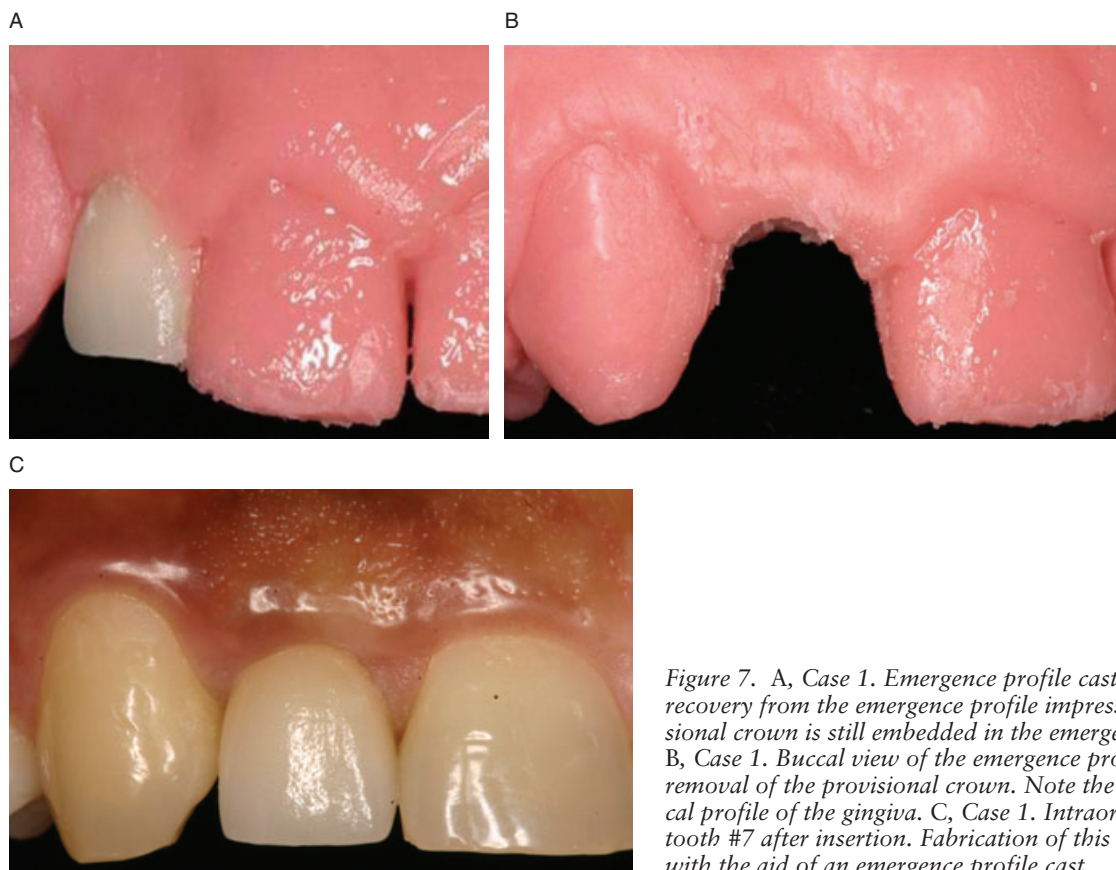 A
B
C
Figure 7. A, Case 1. Emergence profile cast
recovery from the emergence profile impress
sional crown is still embedded in the emerge
B, Case 1. Buccal view of the emergence pro
removal of the provisional crown. Note the
cal profile of the gingiva. C, Case 1. Intraor
tooth #7 after insertion. Fabrication of this
with the aid of an emergence profile cast